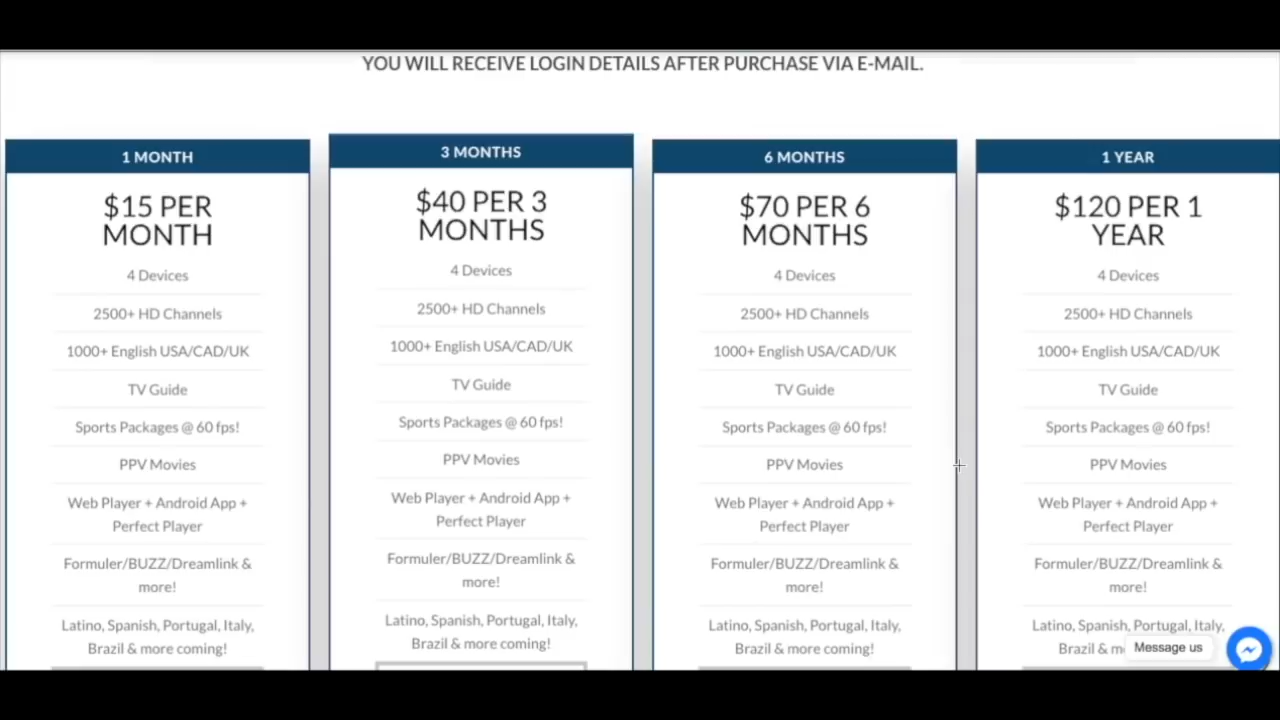 YOU WILL RECEIVE LOGIN DETAILS AFTER PURCHASE VIA E-MAIL.
1 MONTH
$15 PER
MONTH
4 Devices
2500+ HD Channels
1000+ English USA/CAD/UK
TV Guide
Sports Packages @ 60 fps!
PPV Movies
Web Player + Android App +
Perfect Player
Formuler/BUZZ/Dreamlink &
more!
Latino, Spanish, Portugal, Italy,
Brazil & more coming!
3 MONTHS
$40 PER 3
MONTHS
4 Devices
2500+ HD Channels
1000+ English USA/CAD/UK
TV Guide
Sports Packages @ 60 fps!
PPV Movies
Web Player + Android App +
Perfect Player
Formuler/BUZZ/Dreamlink &
more!
Latino, Spanish, Portugal, Italy,
Brazil & more coming!
6 MONTHS
$70 PER 6
MONTHS
4 Devices
2500+ HD Channels
1000+ English USA/CAD/UK
TV Guide
Sports Packages @ 60 fps!
PPV Movies
Web Player + Android App +
Perfect Player
Formuler/BUZZ/Dreamlink &
more!
Latino, Spanish, Portugal, Italy,
Brazil & more coming!
1 YEAR
$120 PER 1
YEAR
4 Devices
2500+ HD Channels
1000+ English USA/CAD/UK
TV Guide
Sports Packages @ 60 fps!
PPV Movies
Web Player + Android App +
Perfect Player
Formuler/BUZZ/Dreamlink &
more!
Latino, Spanish, Portugal, Italy,
Brazil &
Message us